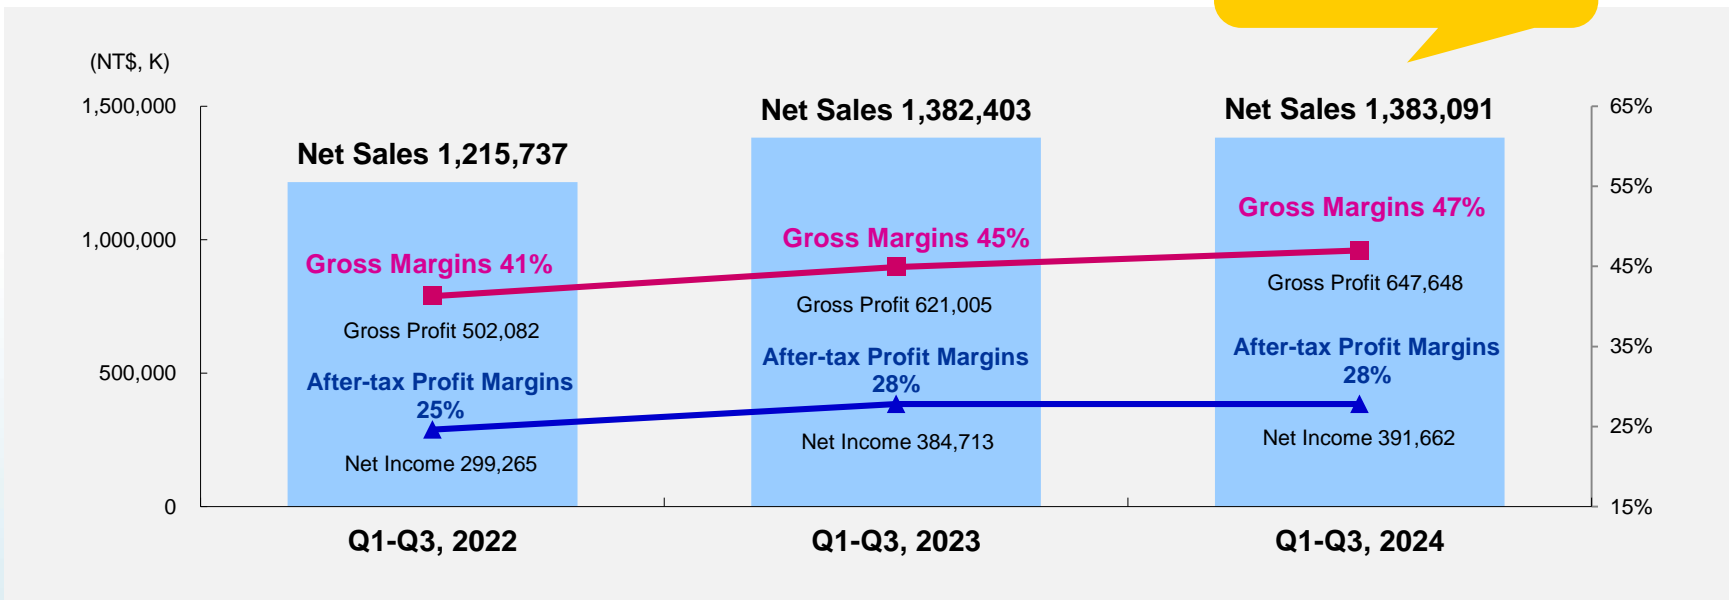 (NT$, K)
1,500,000
1,000,000
500,000
0
65%
55%
45%
35%
25%
15%
Net Sales 1,215,737
Gross Margins 41%
Gross Profit 502,082
After-tax Profit Margins
25%
Net Income 299,265
Q1-Q3, 2022
Net Sales 1,382,403
Gross Margins 45%
Gross Profit 621,005
After-tax Profit Margins
28%
Net Income 384,713
Q1-Q3, 2023
Net Sales 1,383,091
Gross Margins 47%
Gross Profit 647,648
After-tax Profit Margins
28%
Net Income 391,662
Q1-Q3, 2024